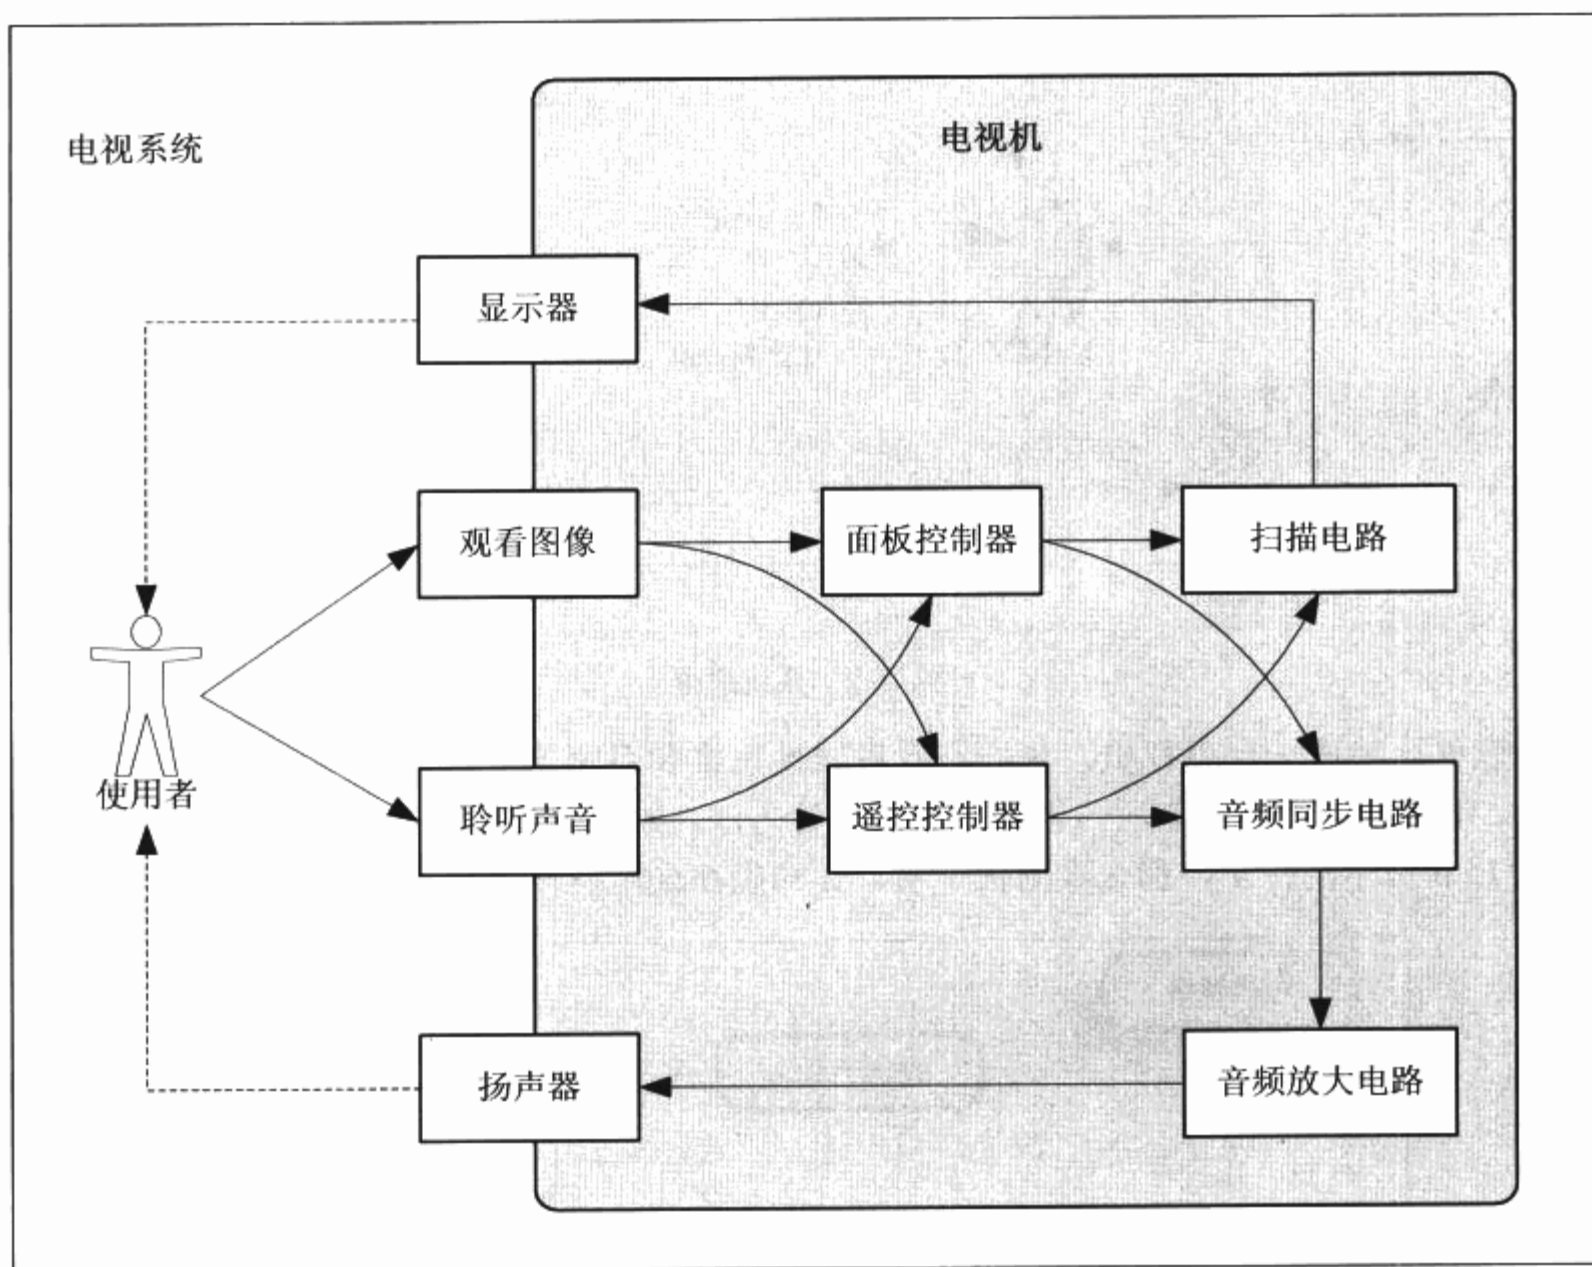 电视系统
电视机
显示器
观看图像
面板控制器
扫描电路
使用者
聆听声音
遥控控制器
音频同步电路
扬声器
音频放大电路